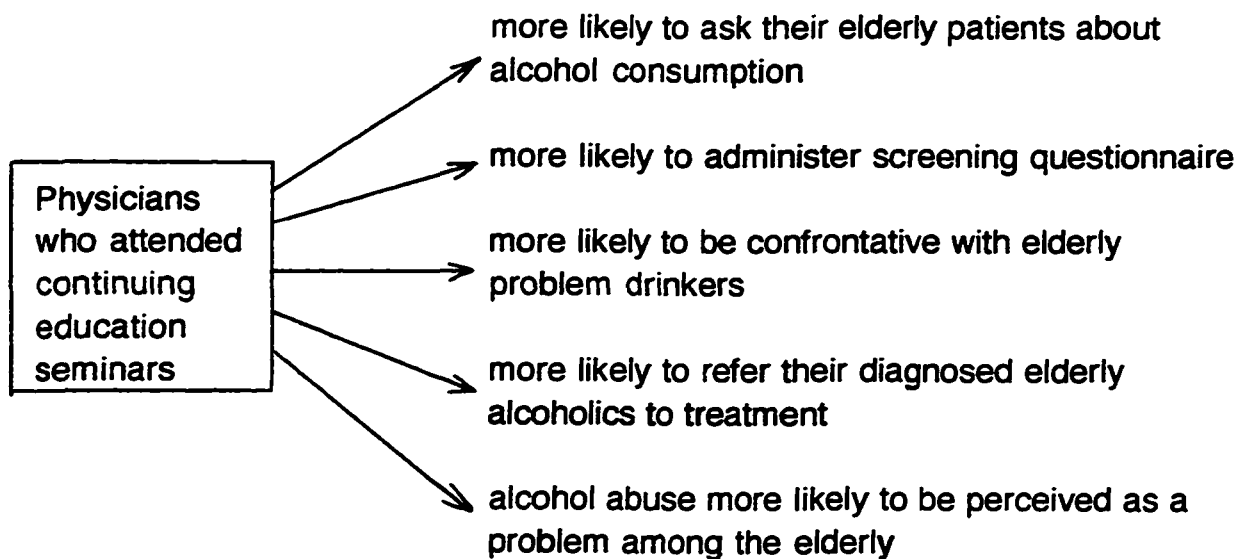 more likely to ask their elderly patients about
alcohol consumption
more likely to administer screening questionnaire
Physicians
who attended
continuing
education
seminars
more likely to be confrontative with elderly
problem drinkers
more likely to refer their diagnosed elderly
alcoholics to treatment
alcohol abuse more likely to be perceived as a
problem among the elderly